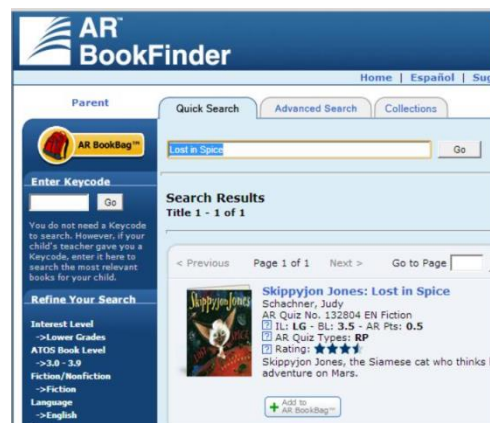 AR™
BookFinder
Home | Español | Sug
Parent
Quick Search
Advanced Search
Collections
AR BookBag™
Lost in Spice
Go
Enter Keycode
Go
You do not need a Keycode
to search. However, if your
child's teacher gave you a
Keycode, enter it here to
search the most relevant
books for your child.
Refine Your Search
Interest Level
->Lower Grades
ATOS Book Level
->3.0 - 3.9
Fiction/Nonfiction
->Fiction
Language
->English
Search Results
Title 1 - 1 of 1
< Previous Page 1 of 1 Next > Go to Page
Skippyjon Jones
Skippyjon Jones: Lost in Spice
Schachner, Judy
AR Quiz No. 132804 EN Fiction
? IL: LG - BL: 3.5 - AR Pts: 0.5
? AR Quiz Types: RP
? Rating:
Skippyjon Jones, the Siamese cat who thinks
adventure on Mars.
+ Add to
AR BookBag™